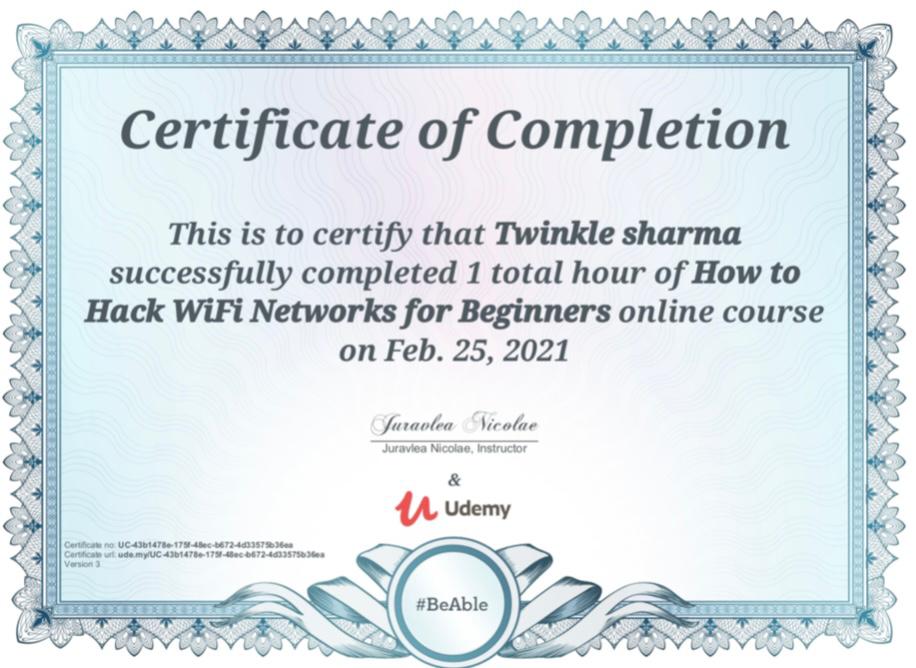 Certificate of Completion
This is to certify that Twinkle sharma
successfully completed 1 total hour of How to
Hack WiFi Networks for Beginners online course
on Feb. 25, 2021
Juravlea Nicolae
Juravlea Nicolae, Instructor
&
Udemy
Certificate no: UC-43b1478e-175f-48ec-b672-4d33575b36ea
Certificate url: ude.my/UC-43b1478e-175f-48ec-b672-4d33575b36ea
Version 3
#BeAble